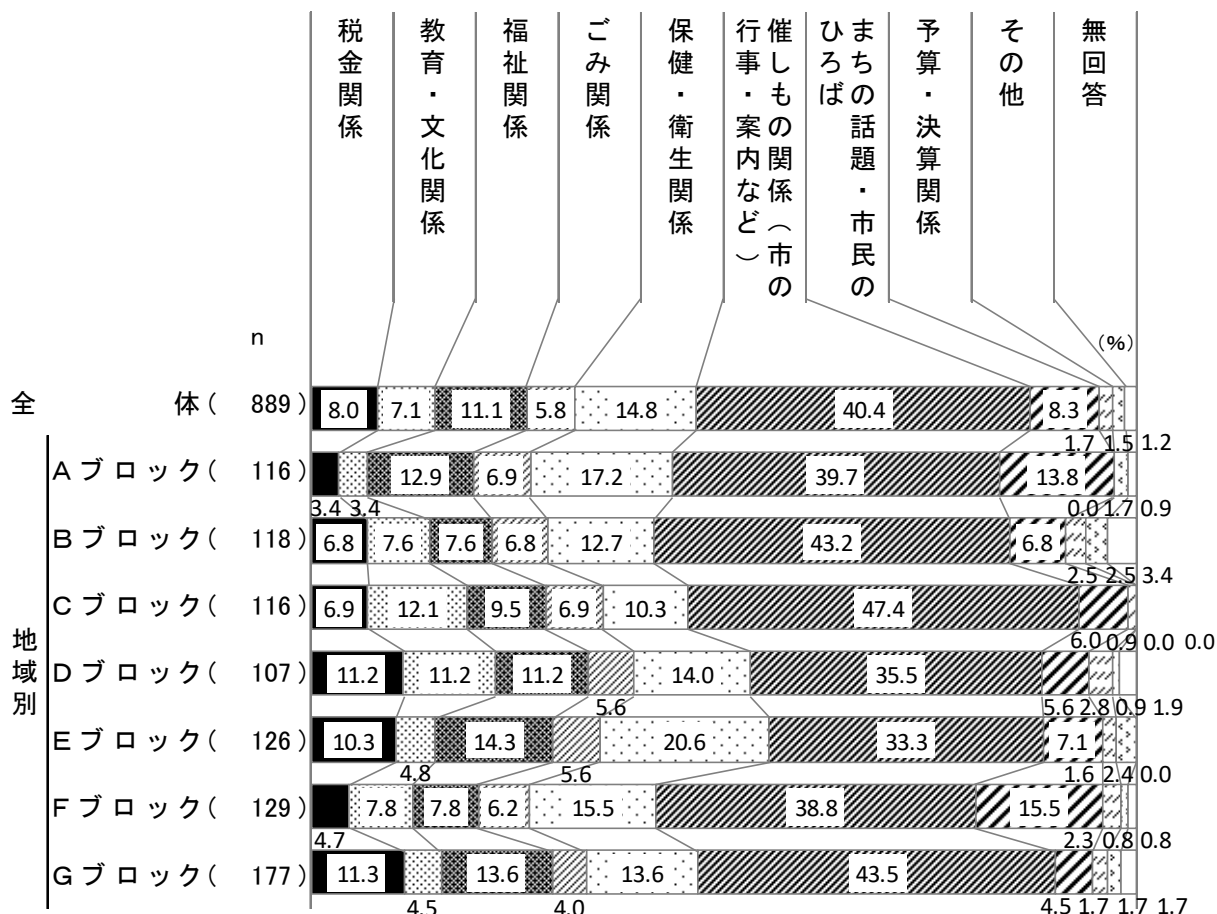 税金関係
教育・文化関係
福祉関係
ごみ関係
保健・衛生関係
催しもの関係（市の
行事・案内など）
まちの話題・市民の
ひろば
予算・決算関係
その他
無回答
n
(%)
全体( 889 ) 8.0 7.1 11.1 5.8 14.8 40.4 8.3
1.7 1.5 1.2
地域別
Aブロック( 116 ) 12.9 6.9 17.2 39.7 13.8
3.4 3.4 0.0 1.7 0.9
Bブロック( 118 ) 6.8 7.6 7.6 6.8 12.7 43.2 6.8
2.5 2.5 3.4
Cブロック( 116 ) 6.9 12.1 9.5 6.9 10.3 47.4
6.0 0.9 0.0 0.0
Dブロック( 107 ) 11.2 11.2 11.2 14.0 35.5
5.6 5.6 2.8 0.9 1.9
Eブロック( 126 ) 10.3 14.3 20.6 33.3 7.1
4.8 5.6 1.6 2.4 0.0
Fブロック( 129 ) 7.8 7.8 6.2 15.5 38.8 15.5
4.7 2.3 0.8 0.8
Gブロック( 177 ) 11.3 13.6 13.6 43.5
4.5 4.0 4.5 1.7 1.7 1.7